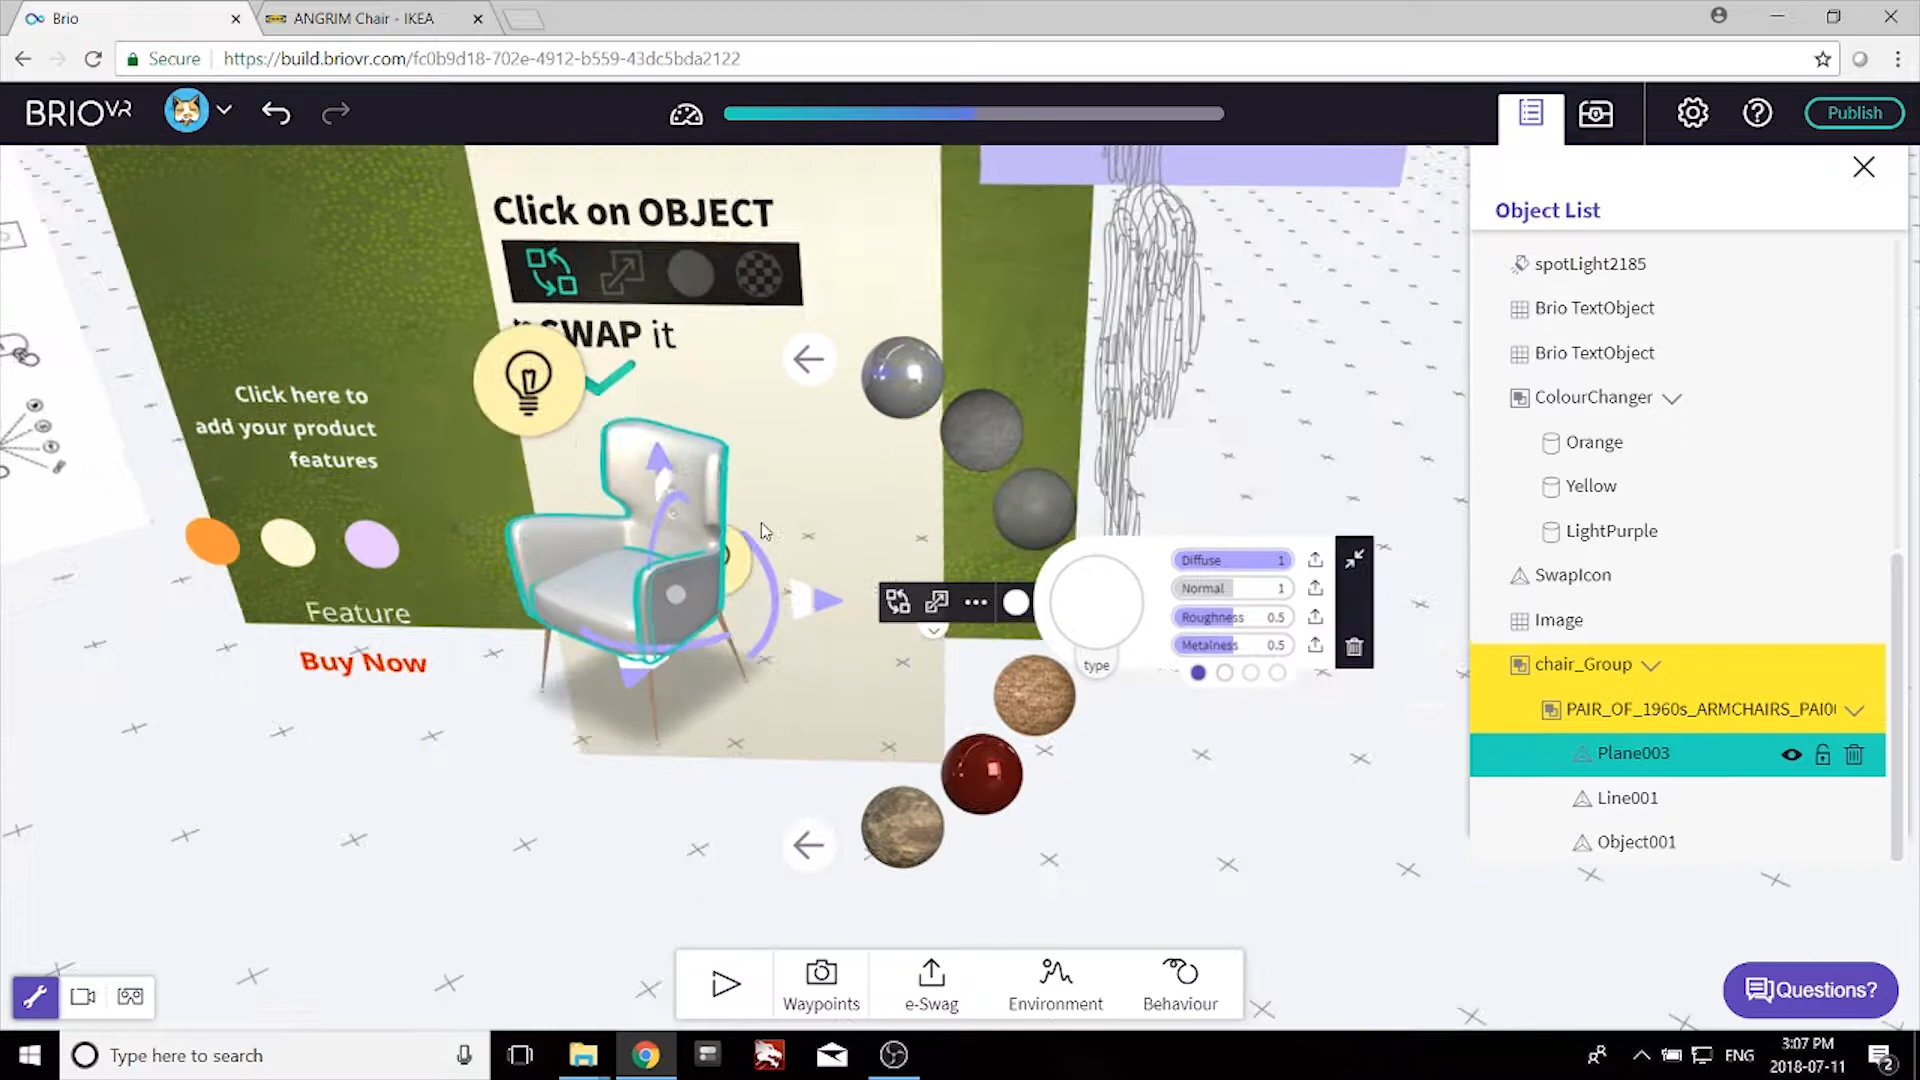 Brio
ANGRIM Chair - IKEA
Secure
https://build.briovr.com/fc0b9d18-702e-4912-b559-43dc5bda2122
BRIOVR
Publish
Click on OBJECT
SWAP it
Click here to
add your product
features
Feature
Buy Now
Diffuse 1
Normal 1
Roughness 0.5
Metalness 0.5
type
Object List
spotLight2185
Brio TextObject
Brio TextObject
ColourChanger
Orange
Yellow
LightPurple
SwapIcon
Image
chair_Group
PAIR_OF_1960s_ARMCHAIRS_PAI0
Plane003
Line001
Object001
Waypoints
e-Swag
Environment
Behaviour
Questions?
Type here to search
ENG
3:07 PM
2018-07-11
2